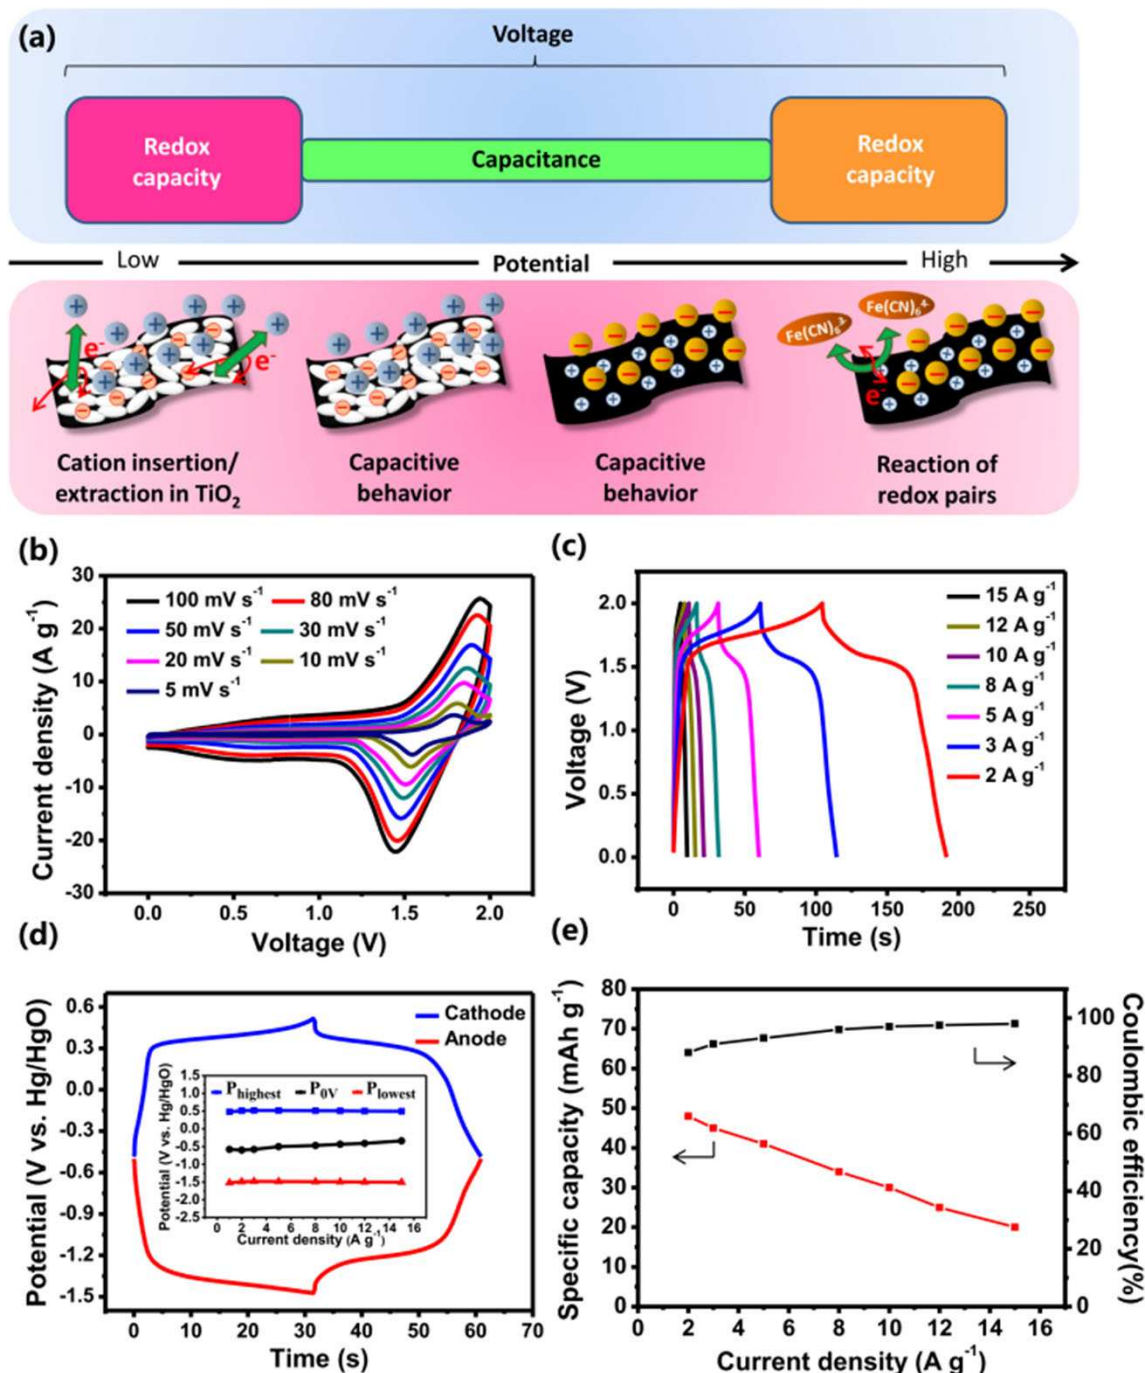 (a)
Voltage
Redox
capacity
Capacitance
Redox
capacity
Low
Potential
High
e⁻
e⁻
Fe(CN)₆³⁻
Fe(CN)₆⁴⁻
e⁻
Cation insertion/
extraction in TiO₂
Capacitive
behavior
Capacitive
behavior
Reaction of
redox pairs
(b)
Current density (A g⁻¹)
30
20
10
0
-10
-20
-30
100 mV s⁻¹
80 mV s⁻¹
50 mV s⁻¹
30 mV s⁻¹
20 mV s⁻¹
10 mV s⁻¹
5 mV s⁻¹
0.0 0.5 1.0 1.5 2.0
Voltage (V)
(c)
Voltage (V)
2.0
1.5
1.0
0.5
0.0
15 A g⁻¹
12 A g⁻¹
10 A g⁻¹
8 A g⁻¹
5 A g⁻¹
3 A g⁻¹
2 A g⁻¹
0 50 100 150 200 250
Time (s)
(d)
Potential (V vs. Hg/HgO)
0.6
0.3
0.0
-0.3
-0.6
-0.9
-1.2
-1.5
Cathode
Anode
Potential (V vs. Hg/HgO)
1.5
1.0
0.5
0.0
-0.5
-1.0
-1.5
-2.0
-2.5
P highest P 0V P lowest
0 2 4 6 8 10 12 14 16
Current density (A g⁻¹)
0 10 20 30 40 50 60 70
Time (s)
(e)
Specific capacity (mAh g⁻¹)
80
70
60
50
40
30
20
10
0
100
80
60
40
20
0
Coulombic efficiency(%)
0 2 4 6 8 10 12 14 16
Current density (A g⁻¹)